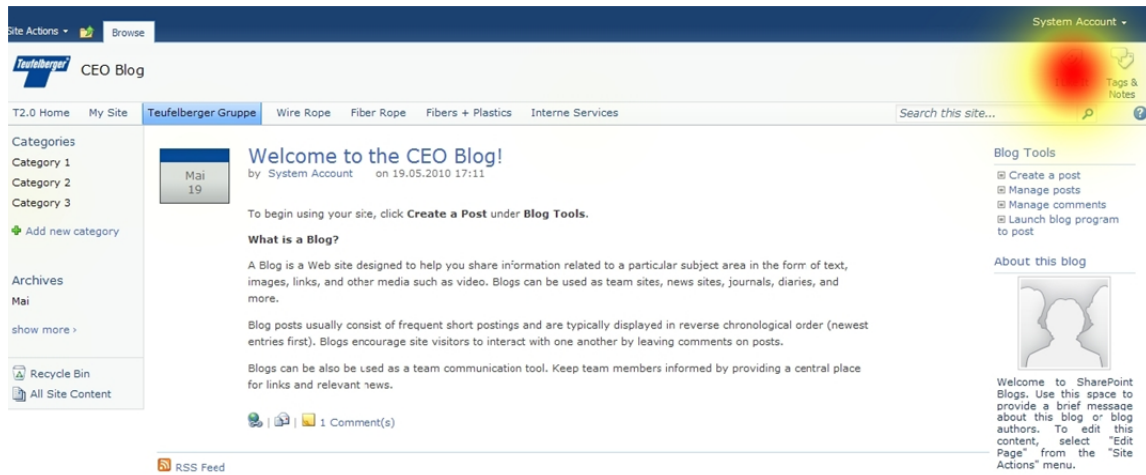 Site Actions
Browse
System Account
Teufelberger
CEO Blog
Tags &
Notes
T2.0 Home
My Site
Teufelberger Gruppe
Wire Rope
Fiber Rope
Fibers + Plastics
Interne Services
Search this site...
Categories
Category 1
Category 2
Category 3
Add new category
Archives
Mai
show more ›
Recycle Bin
All Site Content
Mai
19
Welcome to the CEO Blog!
by System Account on 19.05.2010 17:11
To begin using your site, click Create a Post under Blog Tools.
What is a Blog?
A Blog is a Web site designed to help you share information related to a particular subject area in the form of text,
images, links, and other media such as video. Blogs can be used as team sites, news sites, journals, diaries, and
more.
Blog posts usually consist of frequent short postings and are typically displayed in reverse chronological order (newest
entries first). Blogs encourage site visitors to interact with one another by leaving comments on posts.
Blogs can be also be used as a team communication tool. Keep team members informed by providing a central place
for links and relevant news.
| | 1 Comment(s)
RSS Feed
Blog Tools
Create a post
Manage posts
Manage comments
Launch blog program
to post
About this blog
Welcome to SharePoint
Blogs. Use this space to
provide a brief message
about this blog or blog
authors. To edit this
content, select "Edit
Page" from the "Site
Actions" menu.